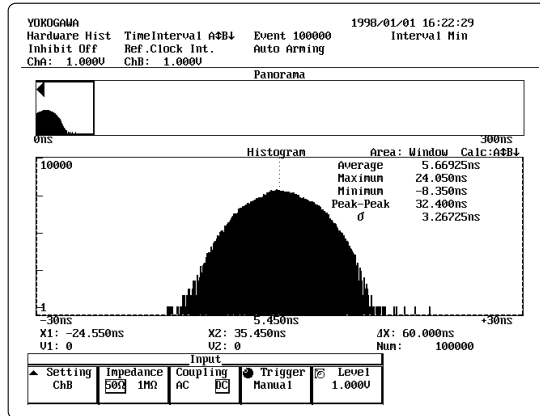 YOKOGAWA 1998/01/01 16:22:29
Hardware Hist TimeInterval A⇕B↓ Event 100000 Interval Min
Inhibit Off Ref.Clock Int. Auto Arming
ChA: 1.000V ChB: 1.000V
Panorama
0ns 300ns
Histogram Area: Window Calc:A⇕B↓
10000
Average 5.66925ns
Maximum 24.050ns
Minimum -8.350ns
Peak-Peak 32.400ns
σ 3.26725ns
1
-30ns 5.450ns +30ns
X1: -24.550ns X2: 35.450ns ΔX: 60.000ns
V1: 0 V2: 0 Num: 100000
Input
Setting Impedance Coupling Trigger Level
ChB 50Ω 1MΩ AC DC Manual 1.000V